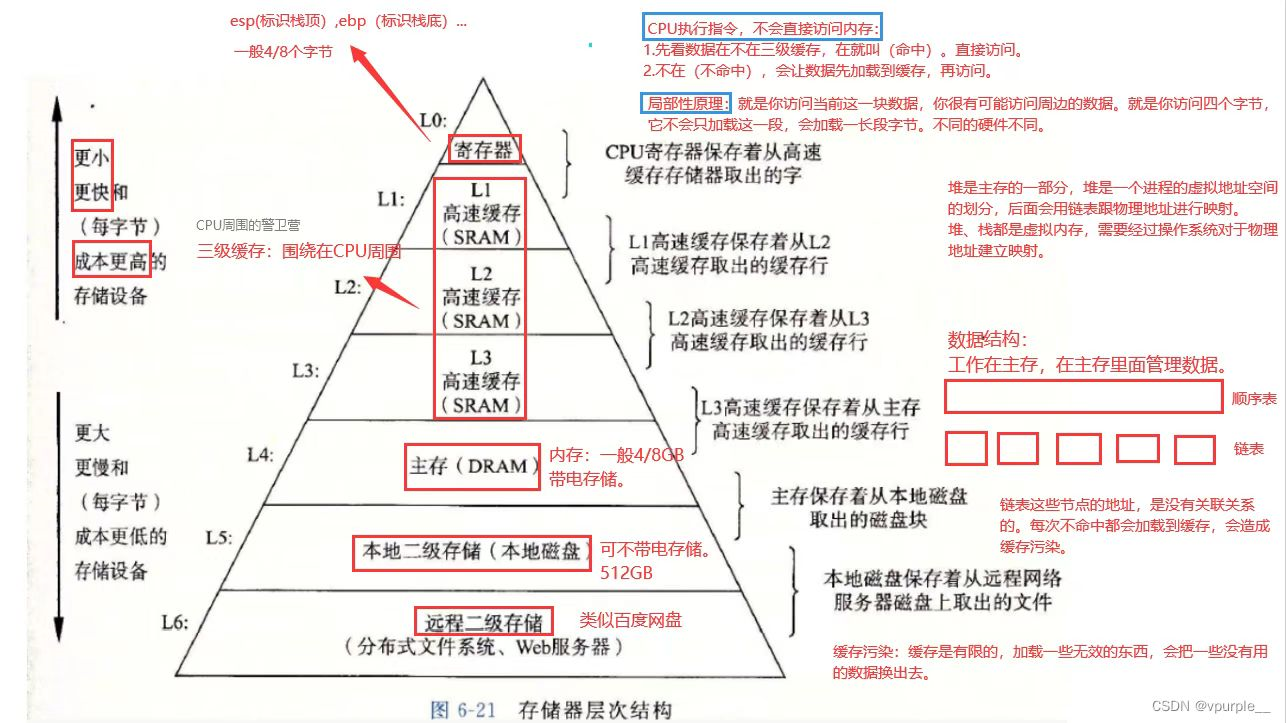 esp(标识栈顶）,ebp（标识栈底）...
一般4/8个字节
CPU执行指令，不会直接访问内存：
1.先看数据在不在三级缓存，在就叫（命中）。直接访问。
2.不在（不命中），会让数据先加载到缓存，再访问。
局部性原理：就是你访问当前这一块数据，你很有可能访问周边的数据。就是你访问四个字节，
它不会只加载这一段，会加载一长段字节。不同的硬件不同。
更小
更快和
（每字节）
成本更高的
存储设备
CPU周围的警卫营
三级缓存：围绕在CPU周围
更大
更慢和
（每字节）
成本更低的
存储设备
L0:
寄存器
L1:
L1
高速缓存
（SRAM）
L2:
L2
高速缓存
（SRAM）
L3:
L3
高速缓存
（SRAM）
L4:
主存（DRAM）
内存：一般4/8GB
带电存储。
L5:
本地二级存储（本地磁盘）
可不带电存储。
512GB
L6:
远程二级存储
类似百度网盘
（分布式文件系统、Web服务器）
CPU寄存器保存着从高速
缓存存储器取出的字
L1高速缓存保存着从L2
高速缓存取出的缓存行
L2高速缓存保存着从L3
高速缓存取出的缓存行
L3高速缓存保存着从主存
高速缓存取出的缓存行
主存保存着从本地磁盘
取出的磁盘块
本地磁盘保存着从远程网络
服务器磁盘上取出的文件
堆是主存的一部分，堆是一个进程的虚拟地址空间
的划分，后面会用链表跟物理地址进行映射。
堆、栈都是虚拟内存，需要经过操作系统对于物理
地址建立映射。
数据结构：
工作在主存，在主存里面管理数据。
顺序表
链表
链表这些节点的地址，是没有关联关系
的。每次不命中都会加载到缓存，会造成
缓存污染。
缓存污染：缓存是有限的，加载一些无效的东西，会把一些没有用
的数据换出去。
图 6-21 存储器层次结构
CSDN @vpurple__